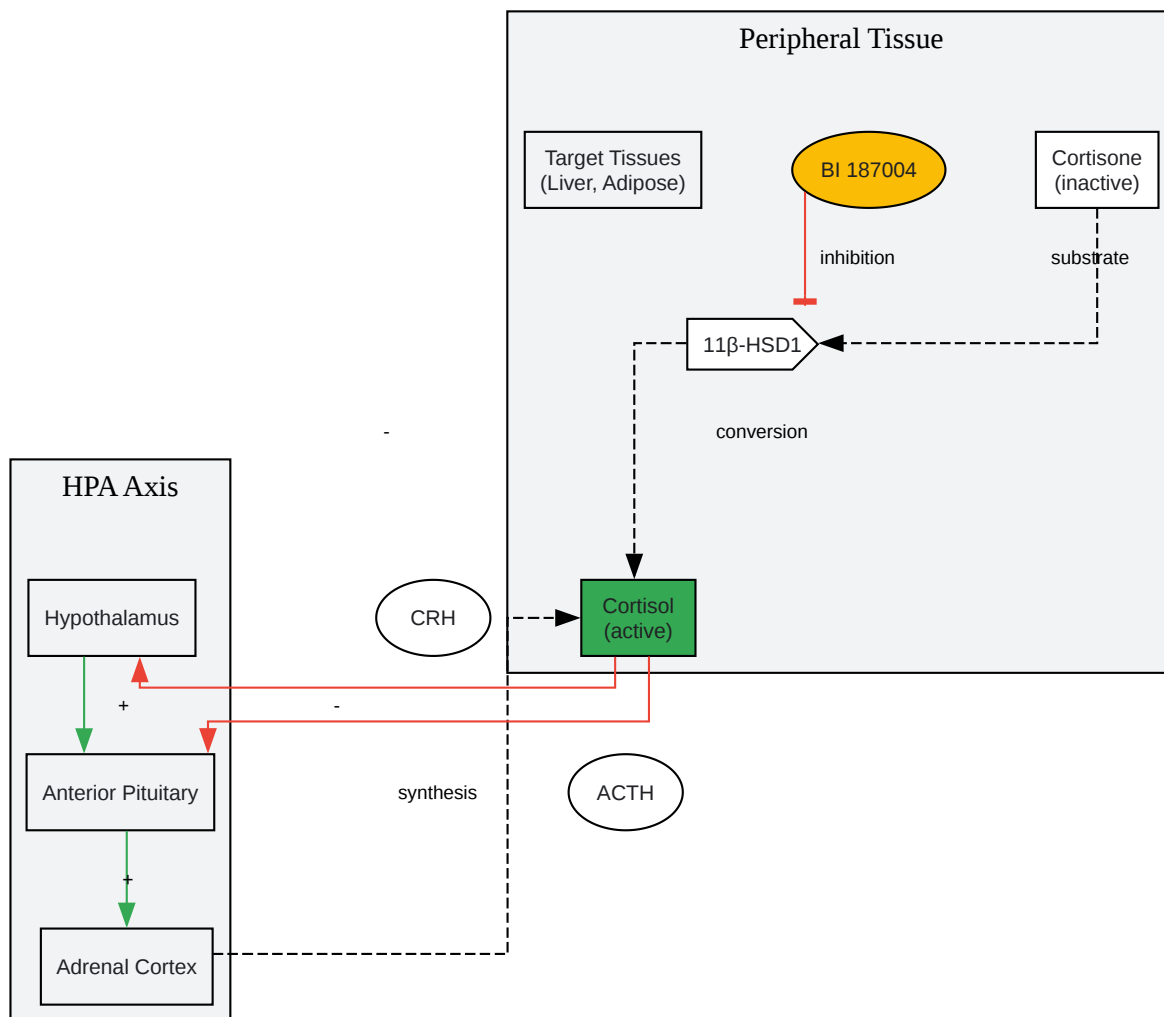 Peripheral Tissue
Target Tissues
(Liver, Adipose)
BI 187004
Cortisone
(inactive)
inhibition
substrate
11β-HSD1
-
conversion
HPA Axis
Hypothalamus
CRH
Cortisol
(active)
+
-
Anterior Pituitary
synthesis
ACTH
+
Adrenal Cortex